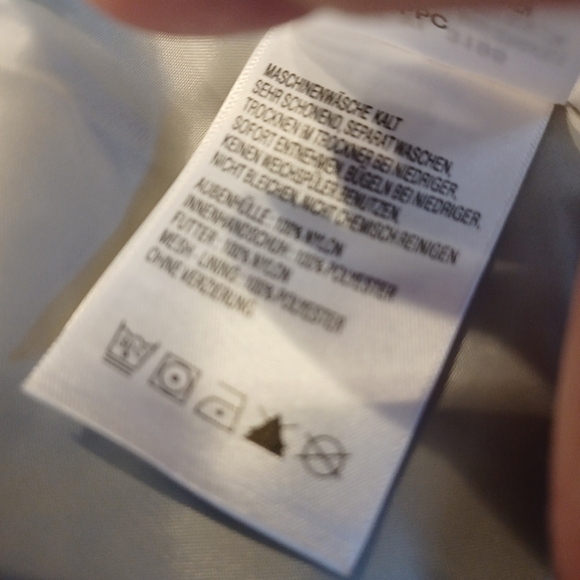 PC
MASCHINENWÄSCHE KALT
SEHR SCHONEND, SEPARAT WASCHEN,
TROCKNEN IM TROCKNER BEI NIEDRIGER,
SOFORT ENTNEHMEN, BÜGELN BEI NIEDRIGER,
KEINEN WEICHSPÜLER BENUTZEN,
NICHT BLEICHEN, NICHT CHEMISCH REINIGEN
AUßENHÜLLE: 100% NYLON
INNENHANDSCHUH: 100% POLYESTER
FUTTER: 100% NYLON
MESH LINING: 100% POLYESTER
OHNE VERZIERUNG